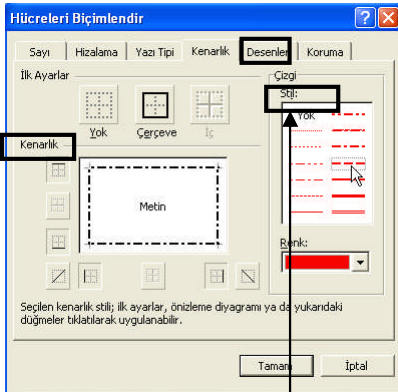 Hücreleri Biçimlendir
Sayı Hizalama Yazı Tipi Kenarlık Desenler Koruma
İlk Ayarlar
Yok Çerçeve İç
Kenarlık
Metin
Çizgi
Stil:
Yok
Renk:
Seçilen kenarlık stili; ilk ayarlar, önizleme diyagramı ya da yukarıdaki
düğmeler tıklatılarak uygulanabilir.
Tamam İptal